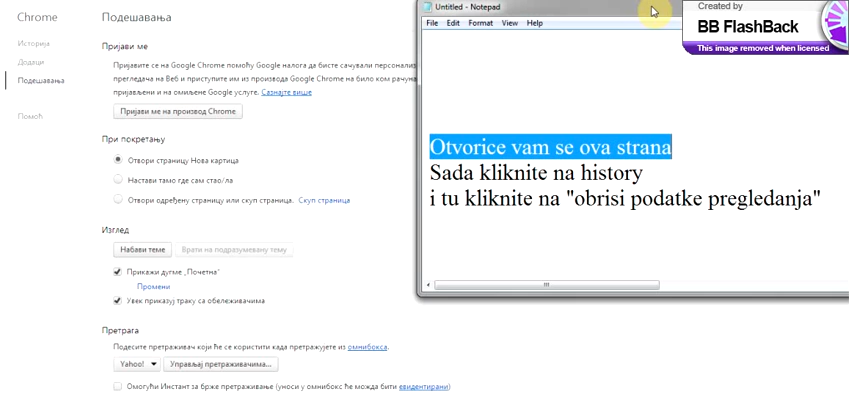 Chrome
Историја
Додаци
Подешавања
Помоћ
Подешавања
Пријави ме
Пријавите се на Google Chrome помоћу Google налога да бисте сачували персонализ
прегледача на Веб и приступите им из производа Google Chrome на било ком рачуна
пријављени и на омиљене Google услуге. Сазнајте више
Пријави ме на производ Chrome
При покретању
Отвори страницу Нова картица
Настави тамо где сам стао/ла
Отвори одређену страницу или скуп страница. Скуп страница
Изглед
Набави теме
Врати на подразумевану тему
Прикажи дугме „Почетна“
Промени
Увек приказуј траку са обележивачима
Претрага
Подесите претраживач који ће се користити када претражујете из омнибокса.
Yahoo!
Управљај претраживачима...
Омогући Инстант за брже претраживање (уноси у омнибокс ће можда бити евидентирани)
Untitled - Notepad
File Edit Format View Help
Otvorice vam se ova strana
Sada kliknite na history
i tu kliknite na "obrisi podatke pregledanja"
Created by
BB FlashBack
This image removed when licensed